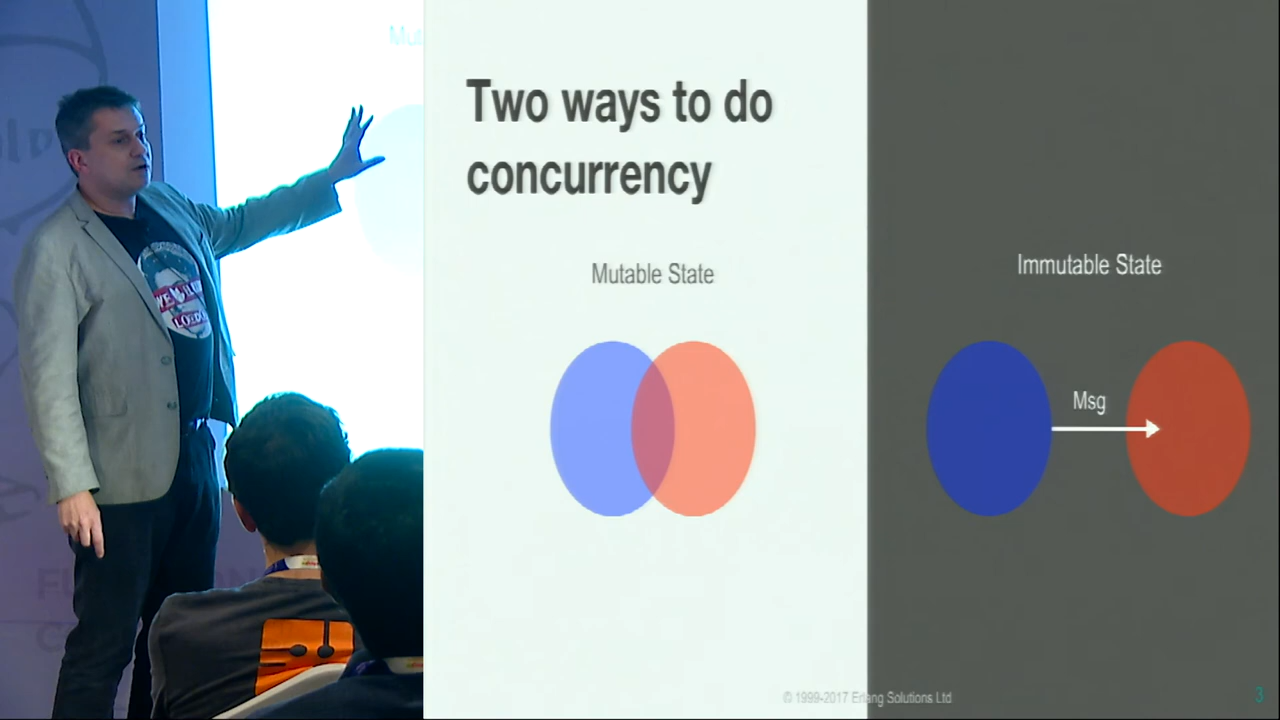 Two ways to do
concurrency
Mutable State
Immutable State
Msg
© 1999-2017 Erlang Solutions Ltd
3